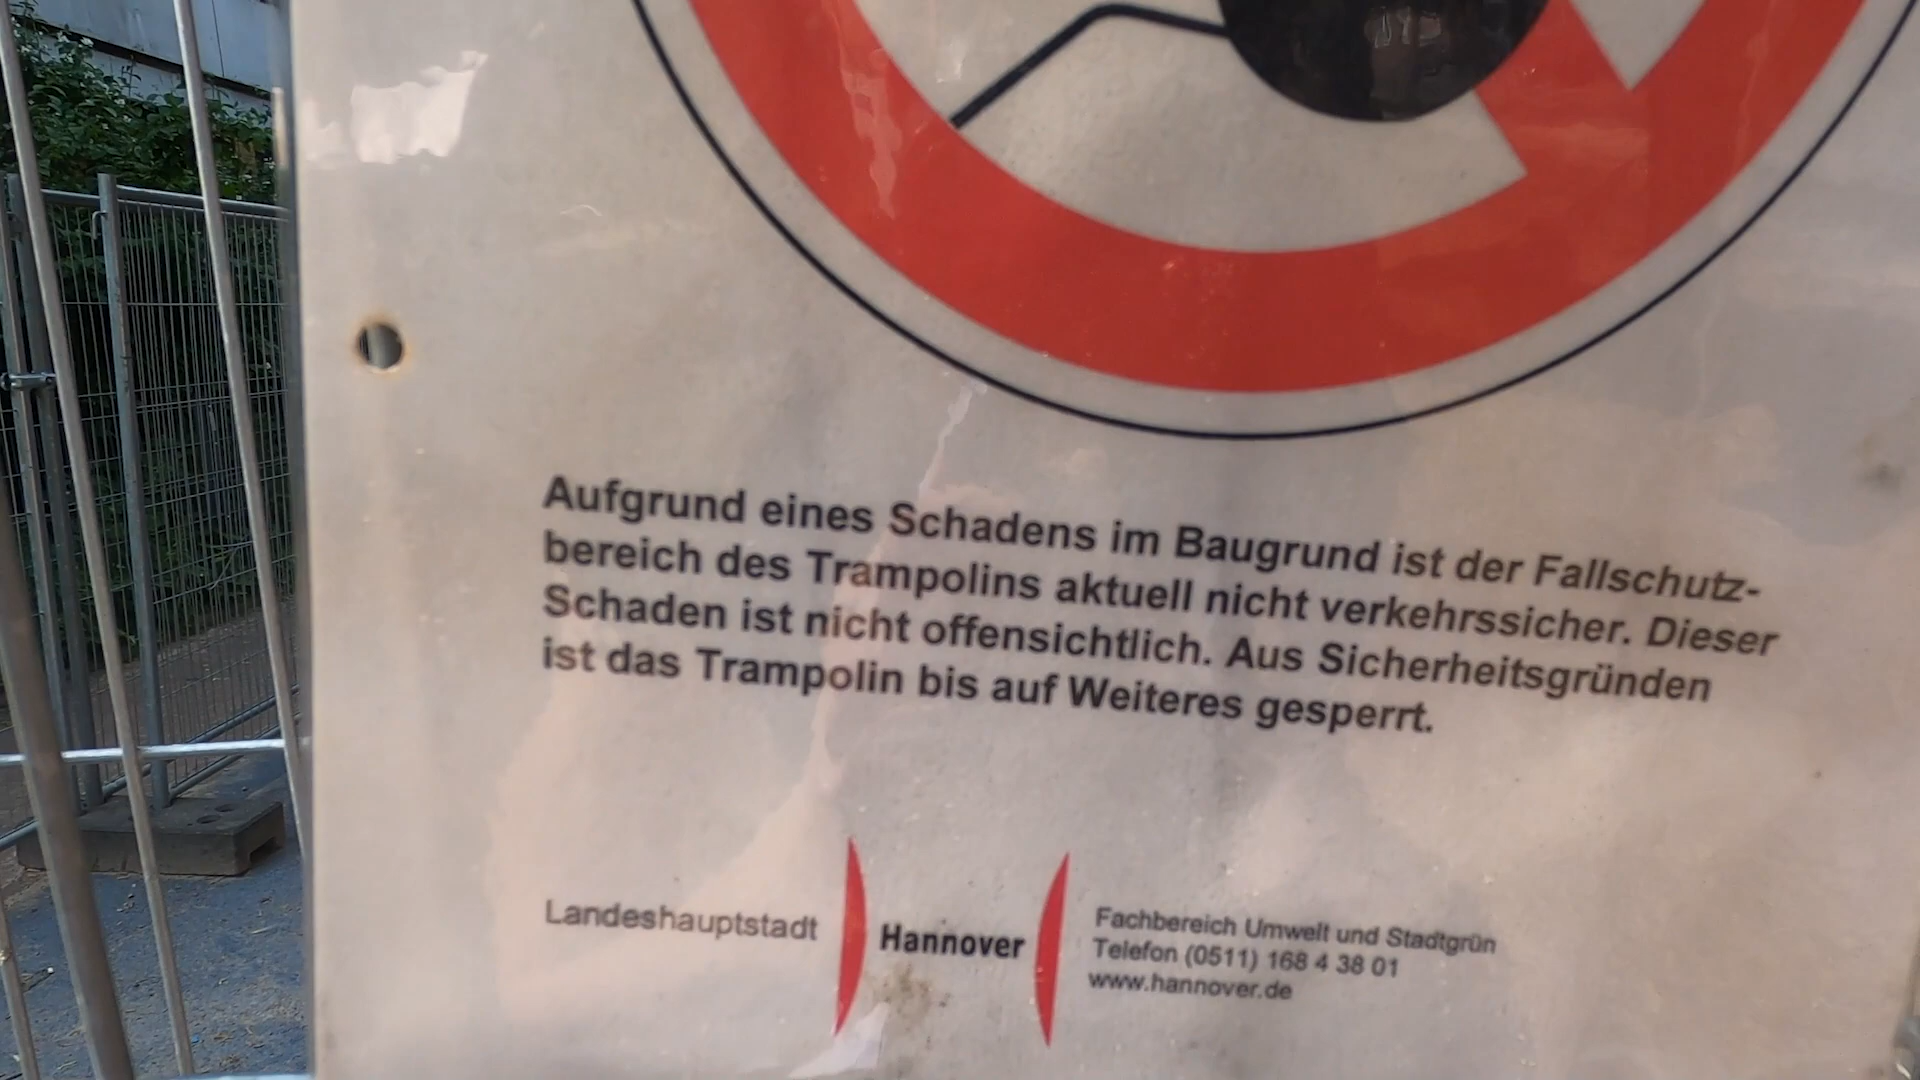 Aufgrund eines Schadens im Baugrund ist der Fallschutz-
bereich des Trampolins aktuell nicht verkehrssicher. Dieser
Schaden ist nicht offensichtlich. Aus Sicherheitsgründen
ist das Trampolin bis auf Weiteres gesperrt.
Landeshauptstadt
Hannover
Fachbereich Umwelt und Stadtgrün
Telefon (0511) 168 4 38 01
www.hannover.de